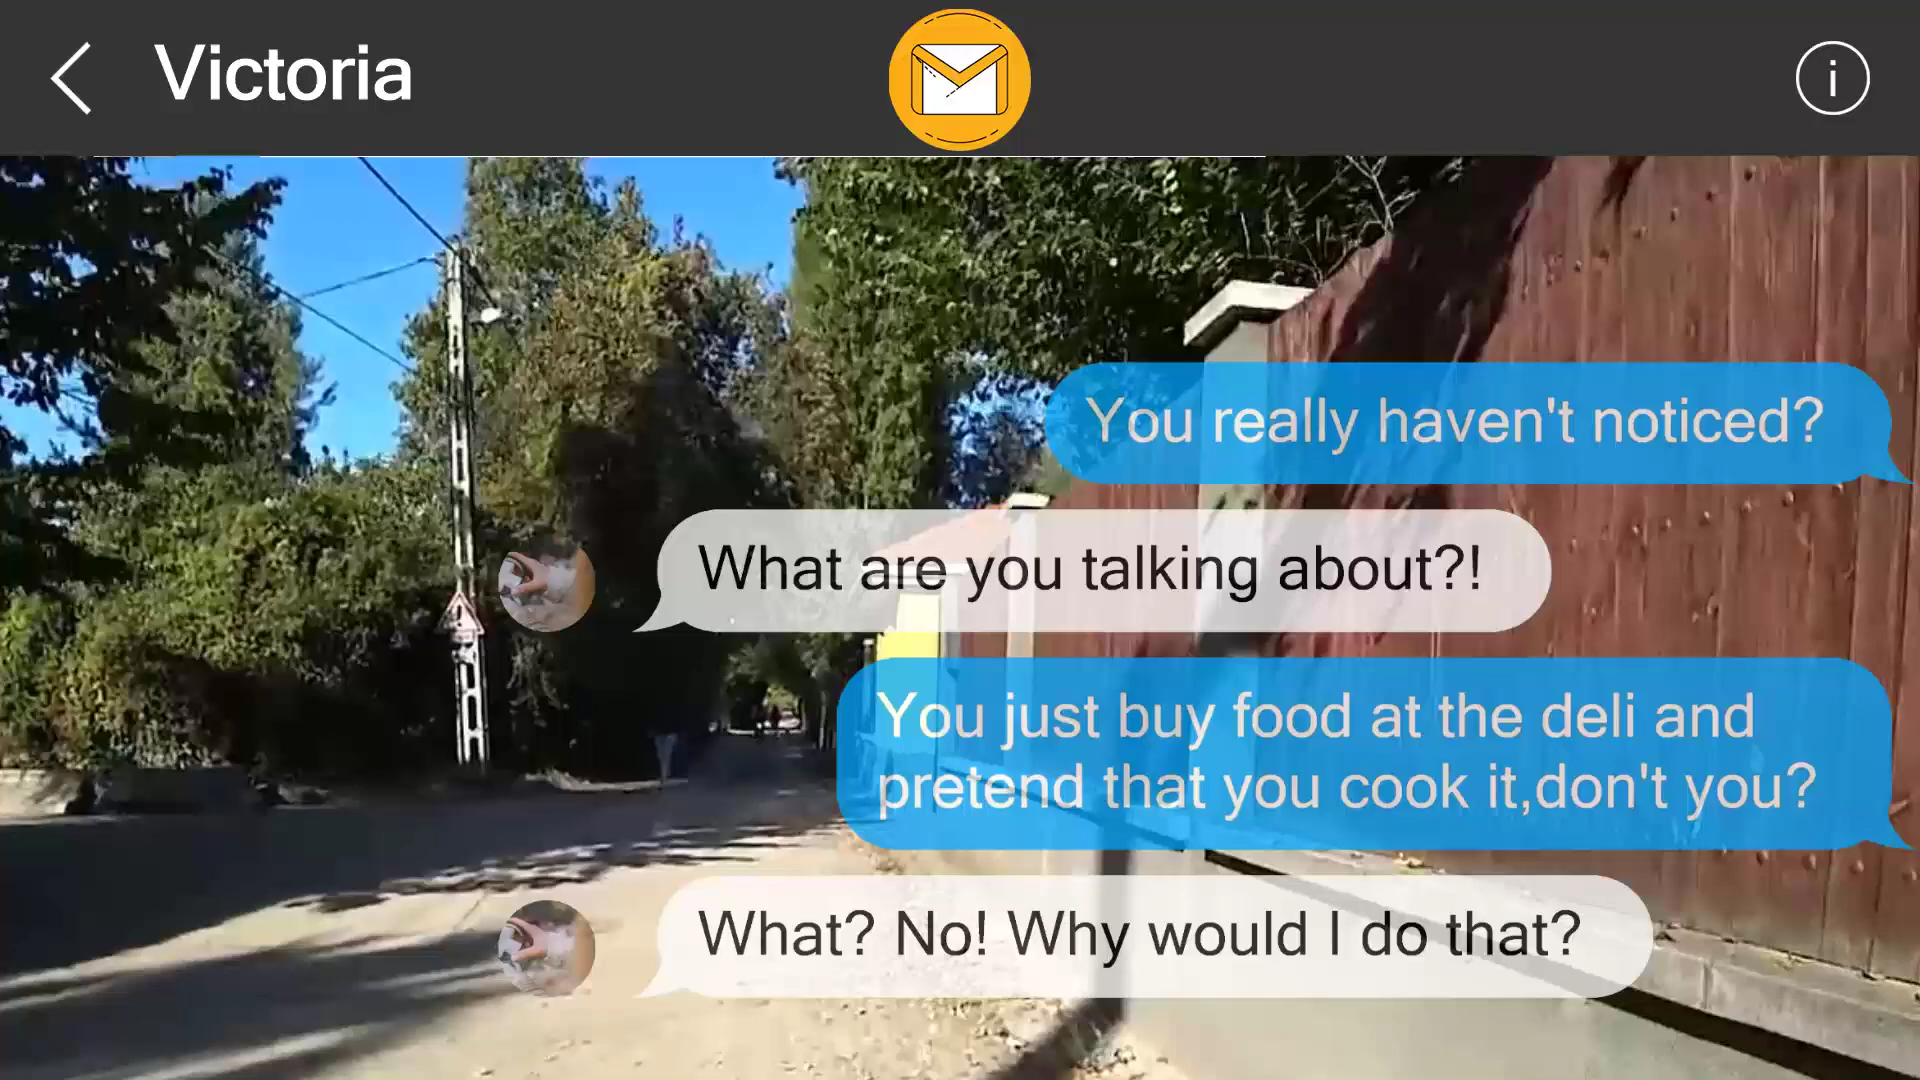 Victoria
You really haven't noticed?
What are you talking about?!
You just buy food at the deli and
pretend that you cook it,don't you?
What? No! Why would I do that?